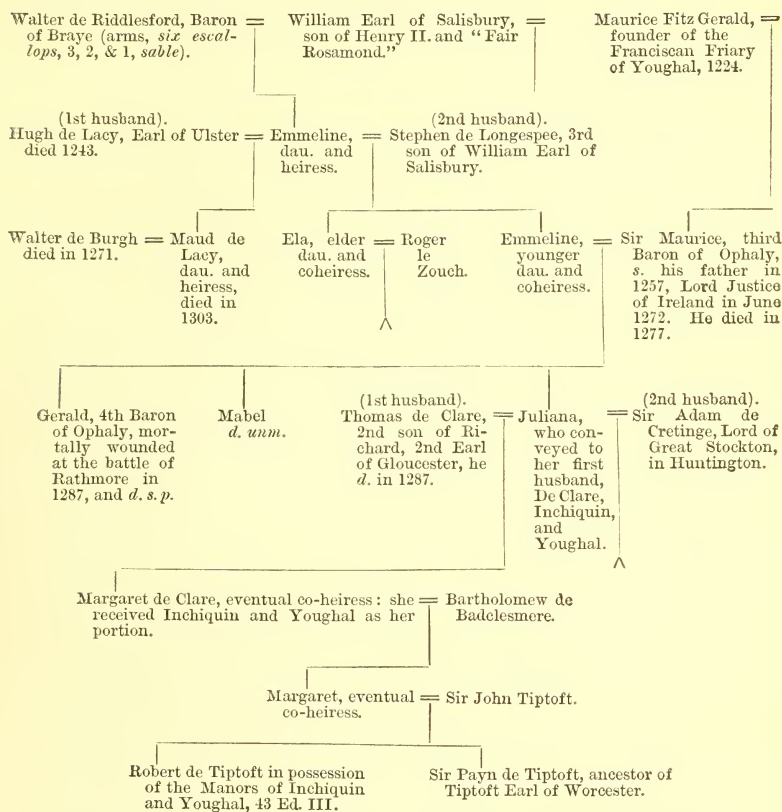 Walter de Riddlesford, Baron =
of Braye (arms, six escal-
lops, 3, 2, & 1, sable).
William Earl of Salisbury, =
son of Henry II. and “Fair
Rosamond.”
Maurice Fitz Gerald, =
founder of the
Franciscan Friary
of Youghal, 1224.
(1st husband).
Hugh de Lacy, Earl of Ulster =
died 1243.
Emmeline, =
dau. and
heiress.
(2nd husband).
Stephen de Longespee, 3rd
son of William Earl of
Salisbury.
Walter de Burgh =
died in 1271.
Maud de
Lacy,
dau. and
heiress,
died in
1303.
Ela, elder =
dau. and
coheiress.
Roger
le
Zouch.
Emmeline, =
younger
dau. and
coheiress.
Sir Maurice, third
Baron of Ophaly,
s. his father in
1257, Lord Justice
of Ireland in June
1272. He died in
1277.
Gerald, 4th Baron
of Ophaly, mor-
tally wounded
at the battle of
Rathmore in
1287, and d. s. p.
Mabel
d. unm.
(1st husband).
Thomas de Clare, =
2nd son of Ri-
chard, 2nd Earl
of Gloucester, he
d. in 1287.
Juliana, =
who con-
veyed to
her first
husband,
De Clare,
Inchiquin,
and
Youghal.
(2nd husband).
Sir Adam de
Cretinge, Lord of
Great Stockton,
in Huntington.
Margaret de Clare, eventual co-heiress: she =
received Inchiquin and Youghal as her
portion.
Bartholomew de
Badclesmere.
Margaret, eventual =
co-heiress.
Sir John Tiptoft.
Robert de Tiptoft in possession
of the Manors of Inchiquin
and Youghal, 43 Ed. III.
Sir Payn de Tiptoft, ancestor of
Tiptoft Earl of Worcester.